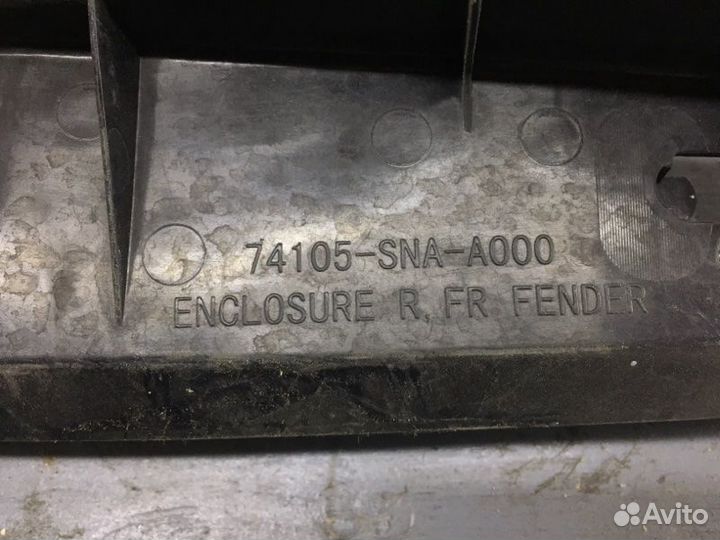 74105-SNA-A000
ENCLOSURE R, FR FENDER
Avito